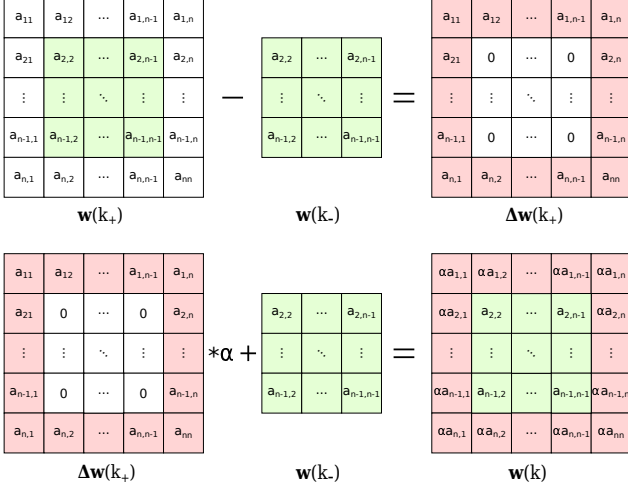 a11 a12 ... a1,n-1 a1,n a11 a12 ... a1,n-1 a1,n
a21 a2,2 ... a2,n-1 a2,n a2,2 ... a2,n-1 a21 0 ... 0 a2,n
⋮ ⋮ ⋱ ⋮ ⋮ − ⋮ ⋱ ⋮ = ⋮ ⋮ ⋱ ⋮ ⋮
an-1,1 an-1,2 ... an-1,n-1 an-1,n an-1,2 ... an-1,n-1 an-1,1 0 ... 0 an-1,n
an,1 an,2 ... an,n-1 ann an,1 an,2 ... an,n-1 ann
w(k+) w(k-) Δw(k+)
a11 a12 ... a1,n-1 a1,n αa1,1 αa1,2 ... αa1,n-1 αa1,n
a21 0 ... 0 a2,n a2,2 ... a2,n-1 αa2,1 a2,2 ... a2,n-1 αa2,n
⋮ ⋮ ⋱ ⋮ ⋮ *α + ⋮ ⋱ ⋮ = ⋮ ⋮ ⋱ ⋮ ⋮
an-1,1 0 ... 0 an-1,n an-1,2 ... an-1,n-1 αan-1,1 an-1,2 ... an-1,n-1 αan-1,n
an,1 an,2 ... an,n-1 ann αan,1 αan,2 ... αan,n-1 αann
Δw(k+) w(k-) w(k)